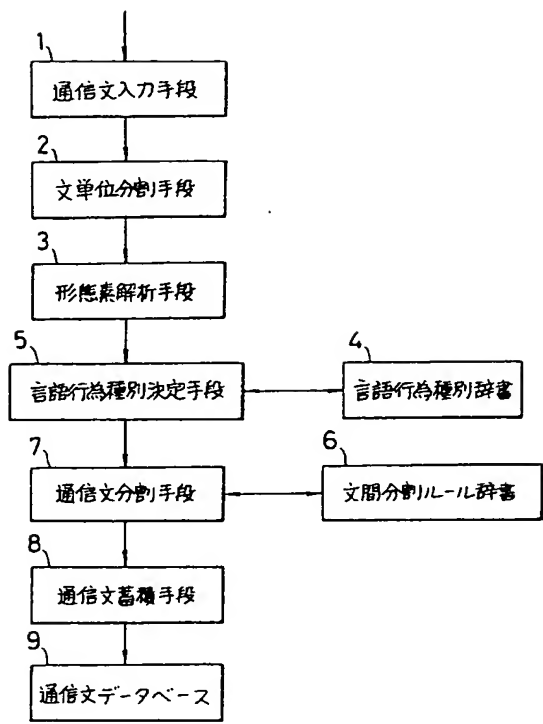 1
通信文入力手段
2
文単位分割手段
3
形態素解析手段
5
言語行為種別決定手段
4
言語行為種別辞書
7
通信文分割手段
6
文間分割ルール辞書
8
通信文蓄積手段
9
通信文データベース